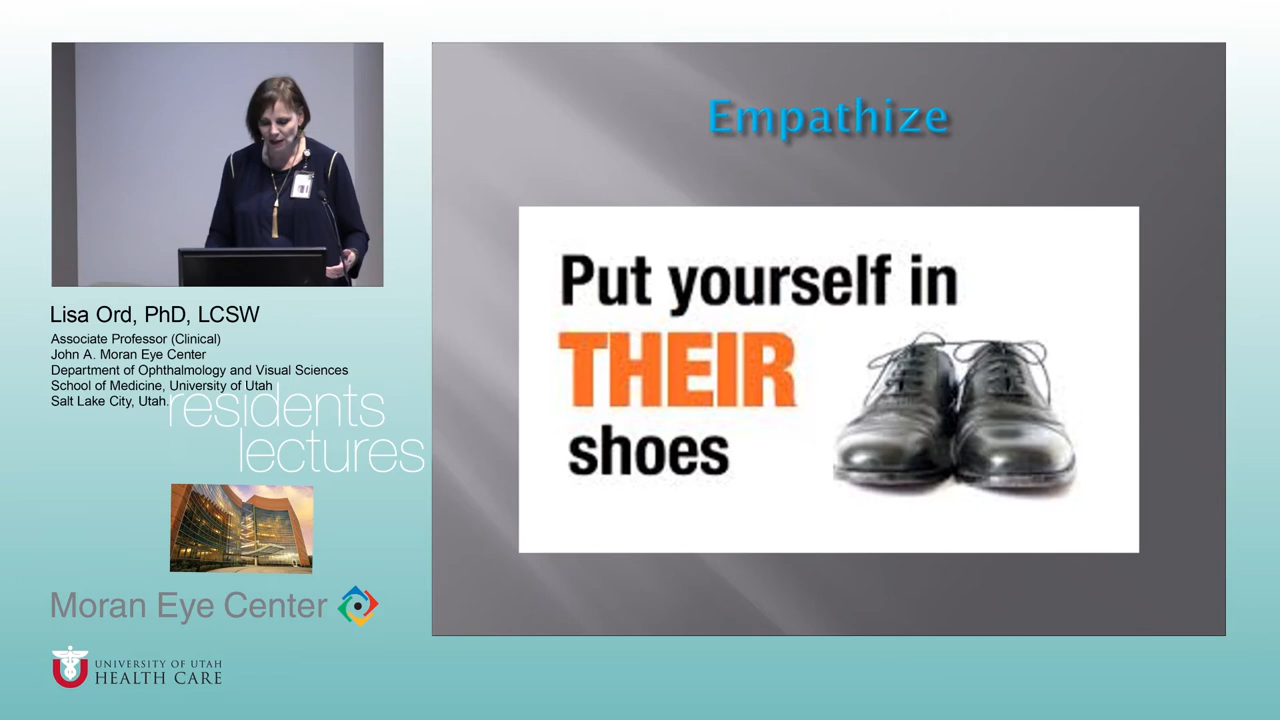 Lisa Ord, PhD, LCSW
Associate Professor (Clinical)
John A. Moran Eye Center
Department of Ophthalmology and Visual Sciences
School of Medicine, University of Utah
Salt Lake City, Utah.
residents
lectures
Moran Eye Center
UNIVERSITY OF UTAH
HEALTH CARE
Empathize
Put yourself in
THEIR
shoes